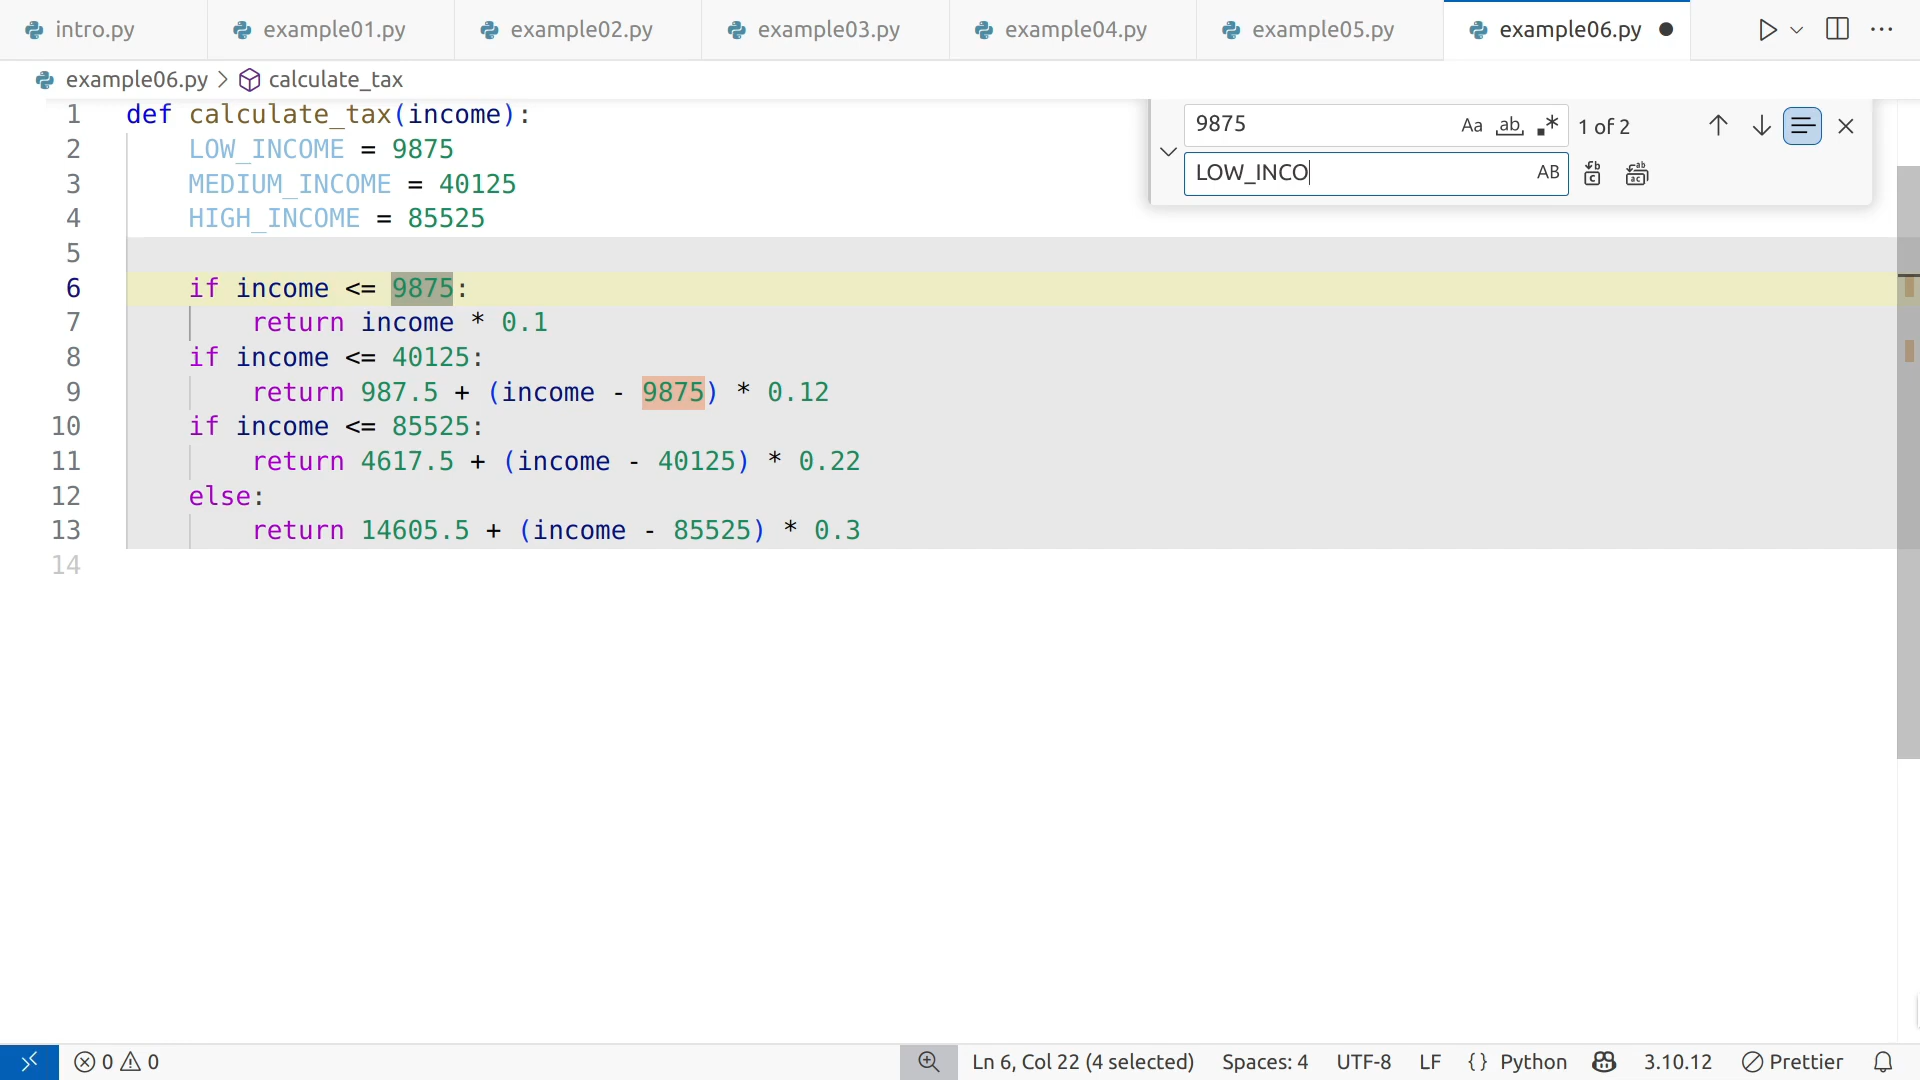 intro.py example01.py example02.py example03.py example04.py example05.py example06.py
example06.py > calculate_tax
1 def calculate_tax(income):
2 LOW_INCOME = 9875
3 MEDIUM_INCOME = 40125
4 HIGH_INCOME = 85525
5
6 if income <= 9875:
7 return income * 0.1
8 if income <= 40125:
9 return 987.5 + (income - 9875) * 0.12
10 if income <= 85525:
11 return 4617.5 + (income - 40125) * 0.22
12 else:
13 return 14605.5 + (income - 85525) * 0.3
14
9875 Aa ab .* 1 of 2
LOW_INCO AB
0 0 Ln 6, Col 22 (4 selected) Spaces: 4 UTF-8 LF {} Python 3.10.12 Prettier